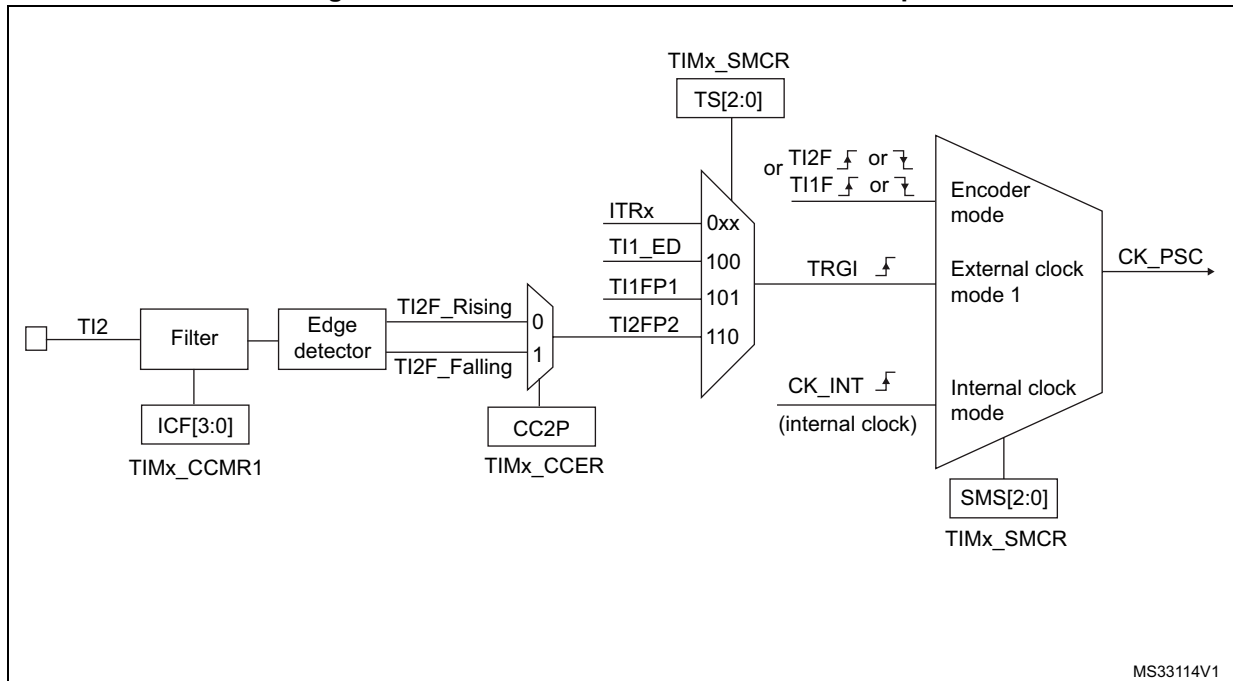 TIMx_SMCR
TS[2:0]
or TI2F or
TI1F or
Encoder
mode
ITRx
0xx
TI1_ED
100
TRGI
External clock
mode 1
CK_PSC
TI1FP1
101
TI2F_Rising
0
TI2FP2
110
TI2
Filter
Edge
detector
TI2F_Falling
1
CK_INT
(internal clock)
Internal clock
mode
ICF[3:0]
TIMx_CCMR1
CC2P
TIMx_CCER
SMS[2:0]
TIMx_SMCR
MS33114V1